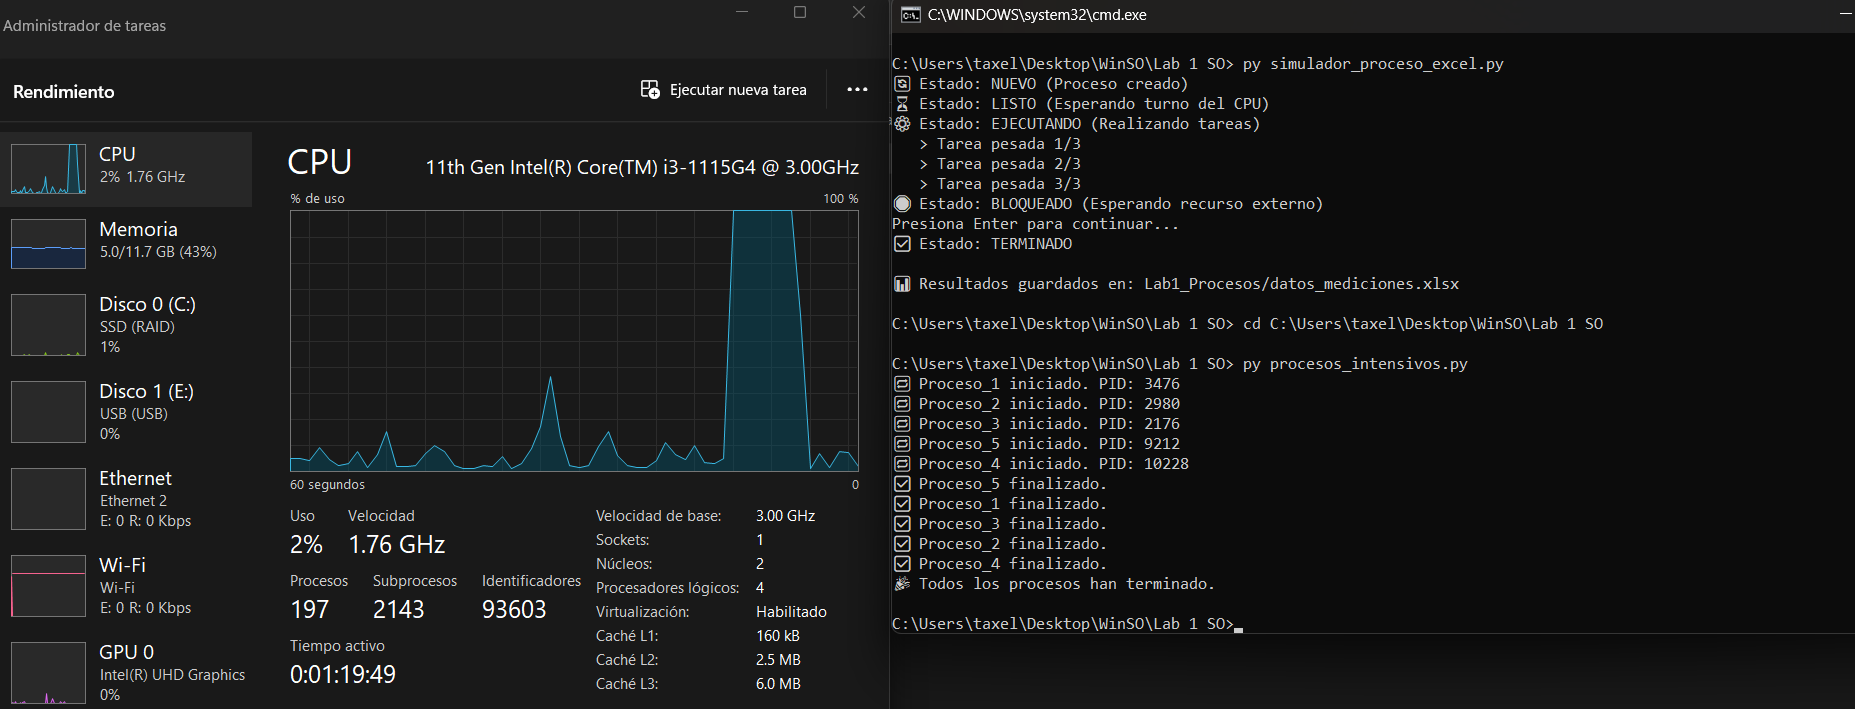 Administrador de tareas
Rendimiento
Ejecutar nueva tarea
CPU
2% 1.76 GHz
Memoria
5.0/11.7 GB (43%)
Disco 0 (C:)
SSD (RAID)
1%
Disco 1 (E:)
USB (USB)
0%
Ethernet
Ethernet 2
E: 0 R: 0 Kbps
Wi-Fi
Wi-Fi
E: 0 R: 0 Kbps
GPU 0
Intel(R) UHD Graphics
0%
CPU
11th Gen Intel(R) Core(TM) i3-1115G4 @ 3.00GHz
% de uso
100 %
60 segundos
0
Uso
2%
Velocidad
1.76 GHz
Procesos
197
Subprocesos
2143
Identificadores
93603
Tiempo activo
0:01:19:49
Velocidad de base: 3.00 GHz
Sockets: 1
Núcleos: 2
Procesadores lógicos: 4
Virtualización: Habilitado
Caché L1: 160 kB
Caché L2: 2.5 MB
Caché L3: 6.0 MB
C:\WINDOWS\system32\cmd.exe
C:\Users\taxel\Desktop\WinSO\Lab 1 SO> py simulador_proceso_excel.py
Estado: NUEVO (Proceso creado)
Estado: LISTO (Esperando turno del CPU)
Estado: EJECUTANDO (Realizando tareas)
> Tarea pesada 1/3
> Tarea pesada 2/3
> Tarea pesada 3/3
Estado: BLOQUEADO (Esperando recurso externo)
Presiona Enter para continuar...
Estado: TERMINADO
Resultados guardados en: Lab1_Procesos/datos_mediciones.xlsx
C:\Users\taxel\Desktop\WinSO\Lab 1 SO> cd C:\Users\taxel\Desktop\WinSO\Lab 1 SO
C:\Users\taxel\Desktop\WinSO\Lab 1 SO> py procesos_intensivos.py
Proceso_1 iniciado. PID: 3476
Proceso_2 iniciado. PID: 2980
Proceso_3 iniciado. PID: 2176
Proceso_5 iniciado. PID: 9212
Proceso_4 iniciado. PID: 10228
Proceso_5 finalizado.
Proceso_1 finalizado.
Proceso_3 finalizado.
Proceso_2 finalizado.
Proceso_4 finalizado.
Todos los procesos han terminado.
C:\Users\taxel\Desktop\WinSO\Lab 1 SO>